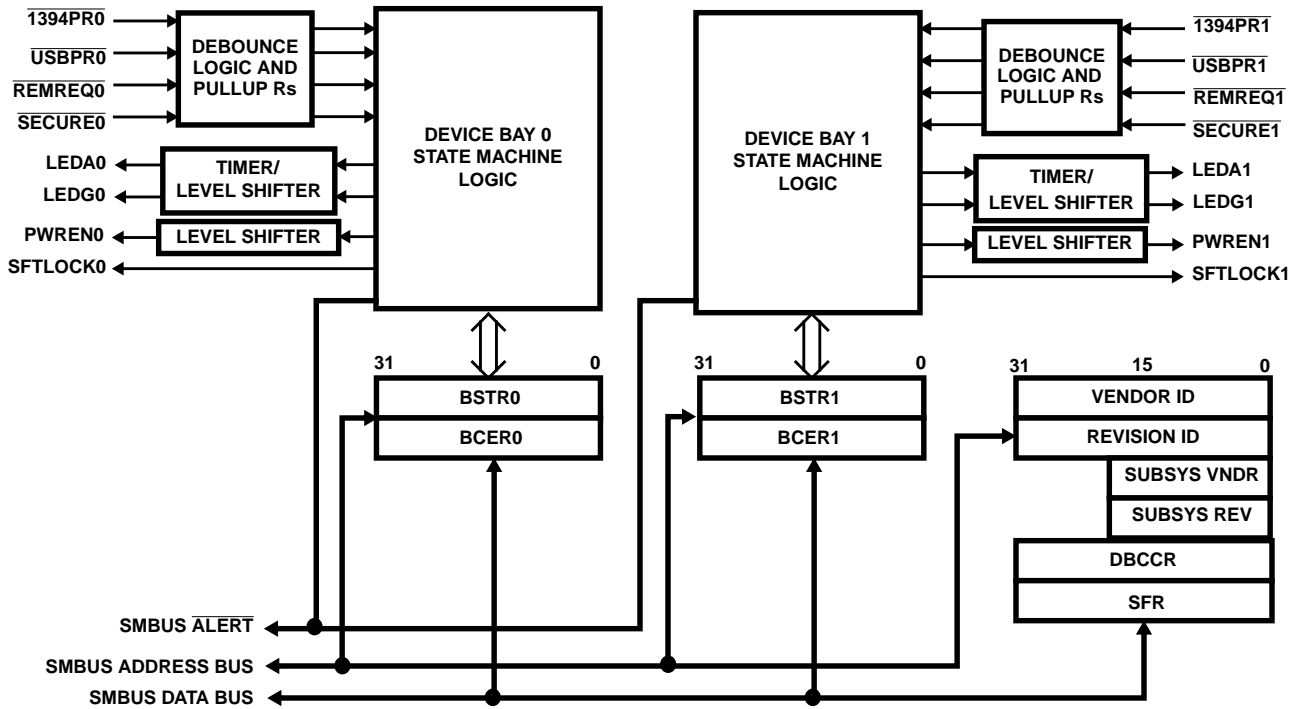 1394PR0
USBPR0
REMREQ0
SECURE0
DEBOUNCE
LOGIC AND
PULLUP Rs
LEDA0
LEDG0
TIMER/
LEVEL SHIFTER
PWREN0
LEVEL SHIFTER
SFTLOCK0
DEVICE BAY 0
STATE MACHINE
LOGIC
DEVICE BAY 1
STATE MACHINE
LOGIC
DEBOUNCE
LOGIC AND
PULLUP Rs
1394PR1
USBPR1
REMREQ1
SECURE1
TIMER/
LEVEL SHIFTER
LEDA1
LEDG1
LEVEL SHIFTER
PWREN1
SFTLOCK1
31 0
BSTR0
BCER0
31 0
BSTR1
BCER1
31 15 0
VENDOR ID
REVISION ID
SUBSYS VNDR
SUBSYS REV
DBCCR
SFR
SMBUS ALERT
SMBUS ADDRESS BUS
SMBUS DATA BUS